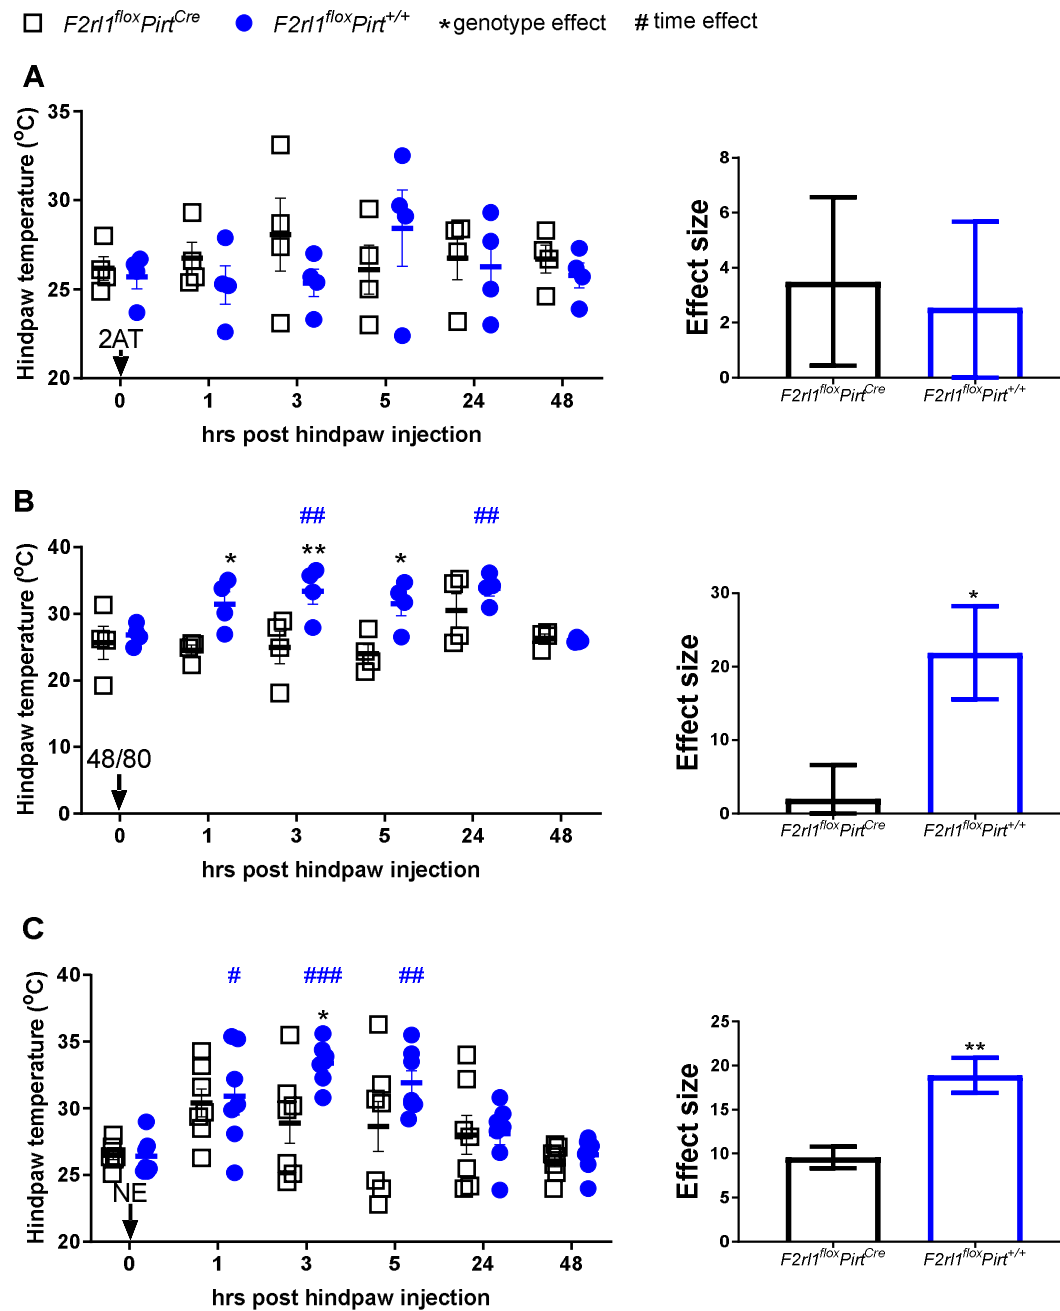 F2rl1floxPirtCre F2rl1floxPirt+/+ *genotype effect # time effect
A
Hindpaw temperature (oC)
35
30
25
20
2AT
0 1 3 5 24 48
hrs post hindpaw injection
Effect size
8
6
4
2
0
F2rl1floxPirtCre F2rl1floxPirt+/+
B
## ##
* ** *
Hindpaw temperature (oC)
40
30
20
10
0
48/80
0 1 3 5 24 48
hrs post hindpaw injection
Effect size
30
20
10
0
*
F2rl1floxPirtCre F2rl1floxPirt+/+
C
# ### ##
*
Hindpaw temperature (oC)
40
35
30
25
20
NE
0 1 3 5 24 48
hrs post hindpaw injection
Effect size
25
20
15
10
5
0
**
F2rl1floxPirtCre F2rl1floxPirt+/+